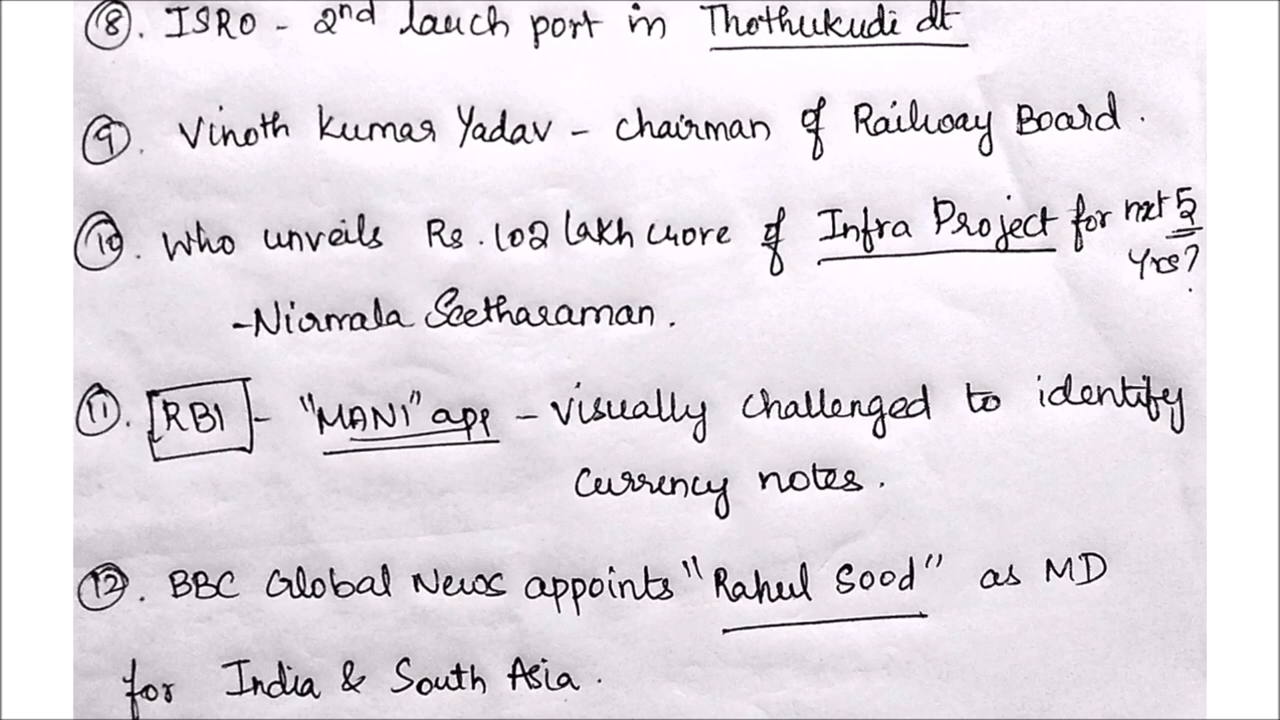 ⑧. ISRO - 2nd lauch port in Thothukudi dt
⑨. Vinoth Kumar Yadav - chairman of Railway Board.
⑩. Who unveils Rs. 102 lakh crore of Infra Project for nxt 5
Yrs?
- Nirmala Seetharaman.
⑪. RBI - "MANI" app - visually challenged to identify
currency notes.
⑫. BBC Global News appoints "Rahul Sood" as MD
for India & South Asia.